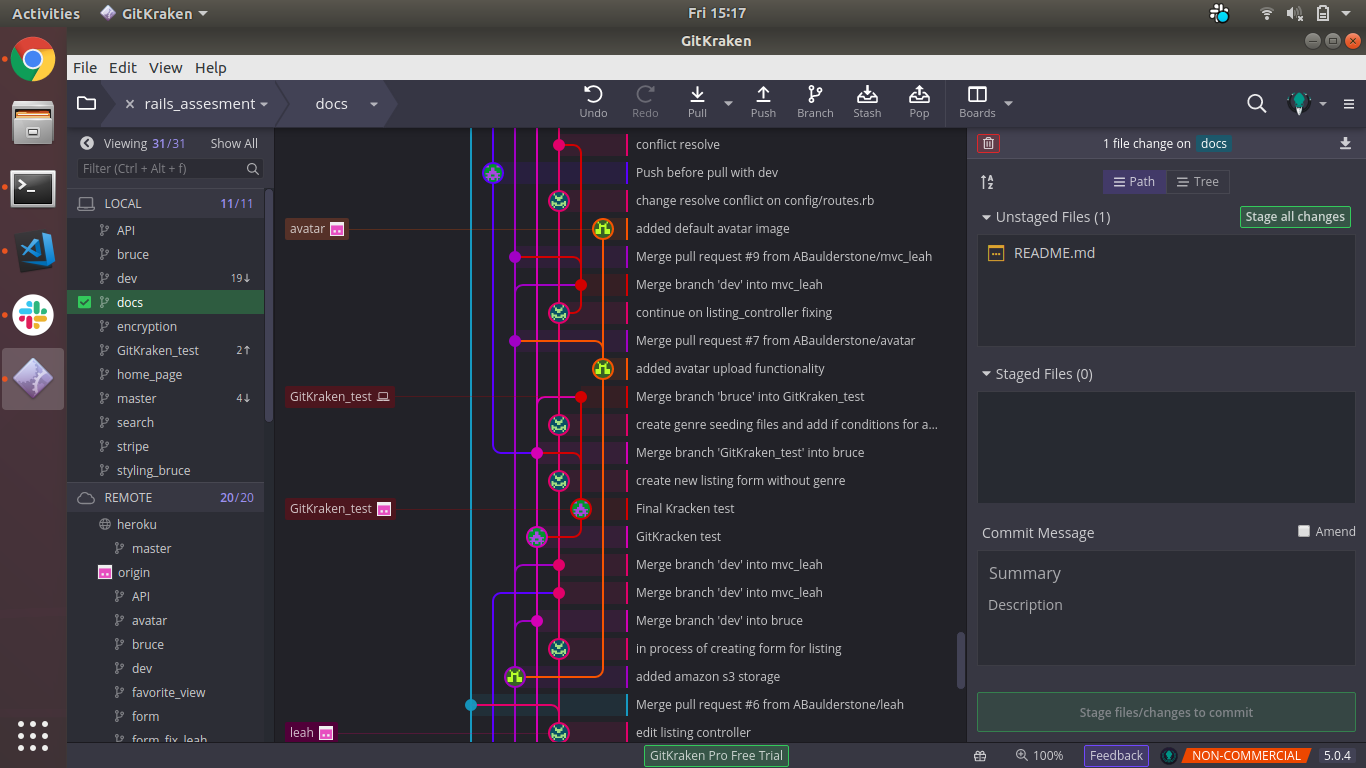 Activities GitKraken Fri 15:17
GitKraken
File Edit View Help
rails_assesment docs Undo Redo Pull Push Branch Stash Pop Boards
Viewing 31/31 Show All
Filter (Ctrl + Alt + f)
LOCAL 11/11
API
bruce
dev 19↓
docs
encryption
GitKraken_test 2↑
home_page
master 4↓
search
stripe
styling_bruce
REMOTE 20/20
heroku
master
origin
API
avatar
bruce
dev
favorite_view
form
form_fix_leah
conflict resolve
Push before pull with dev
change resolve conflict on config/routes.rb
avatar added default avatar image
Merge pull request #9 from ABaulderstone/mvc_leah
Merge branch 'dev' into mvc_leah
continue on listing_controller fixing
Merge pull request #7 from ABaulderstone/avatar
added avatar upload functionality
GitKraken_test Merge branch 'bruce' into GitKraken_test
create genre seeding files and add if conditions for a...
Merge branch 'GitKraken_test' into bruce
create new listing form without genre
GitKraken_test Final Kracken test
GitKracken test
Merge branch 'dev' into mvc_leah
Merge branch 'dev' into mvc_leah
Merge branch 'dev' into bruce
in process of creating form for listing
added amazon s3 storage
Merge pull request #6 from ABaulderstone/leah
leah edit listing controller
1 file change on docs
Path Tree
Unstaged Files (1) Stage all changes
README.md
Staged Files (0)
Commit Message Amend
Summary
Description
Stage files/changes to commit
GitKraken Pro Free Trial 100% Feedback NON-COMMERCIAL 5.0.4